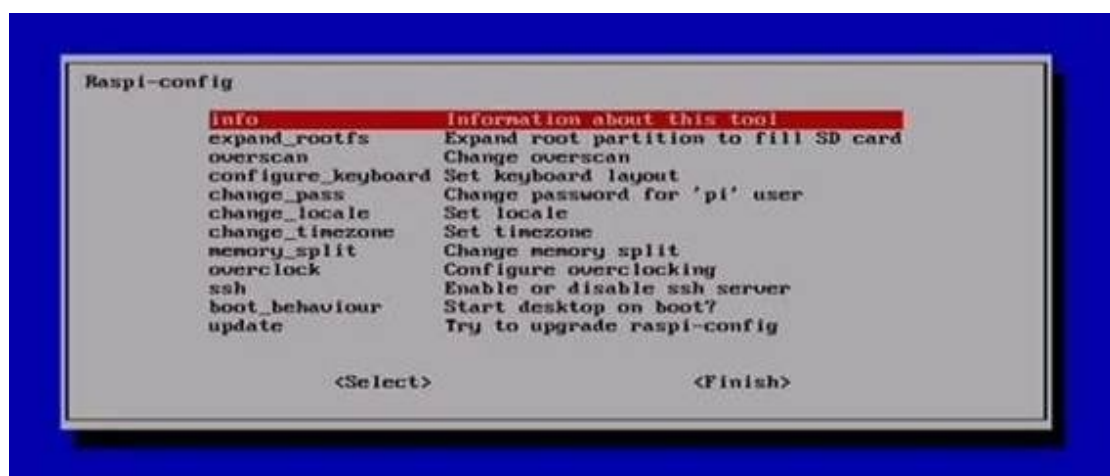 Raspi-config
info Information about this tool
expand_rootfs Expand root partition to fill SD card
overscan Change overscan
configure_keyboard Set keyboard layout
change_pass Change password for 'pi' user
change_locale Set locale
change_timezone Set timezone
memory_split Change memory split
overclock Configure overclocking
ssh Enable or disable ssh server
boot_behaviour Start desktop on boot?
update Try to upgrade raspi-config
<Select> <Finish>